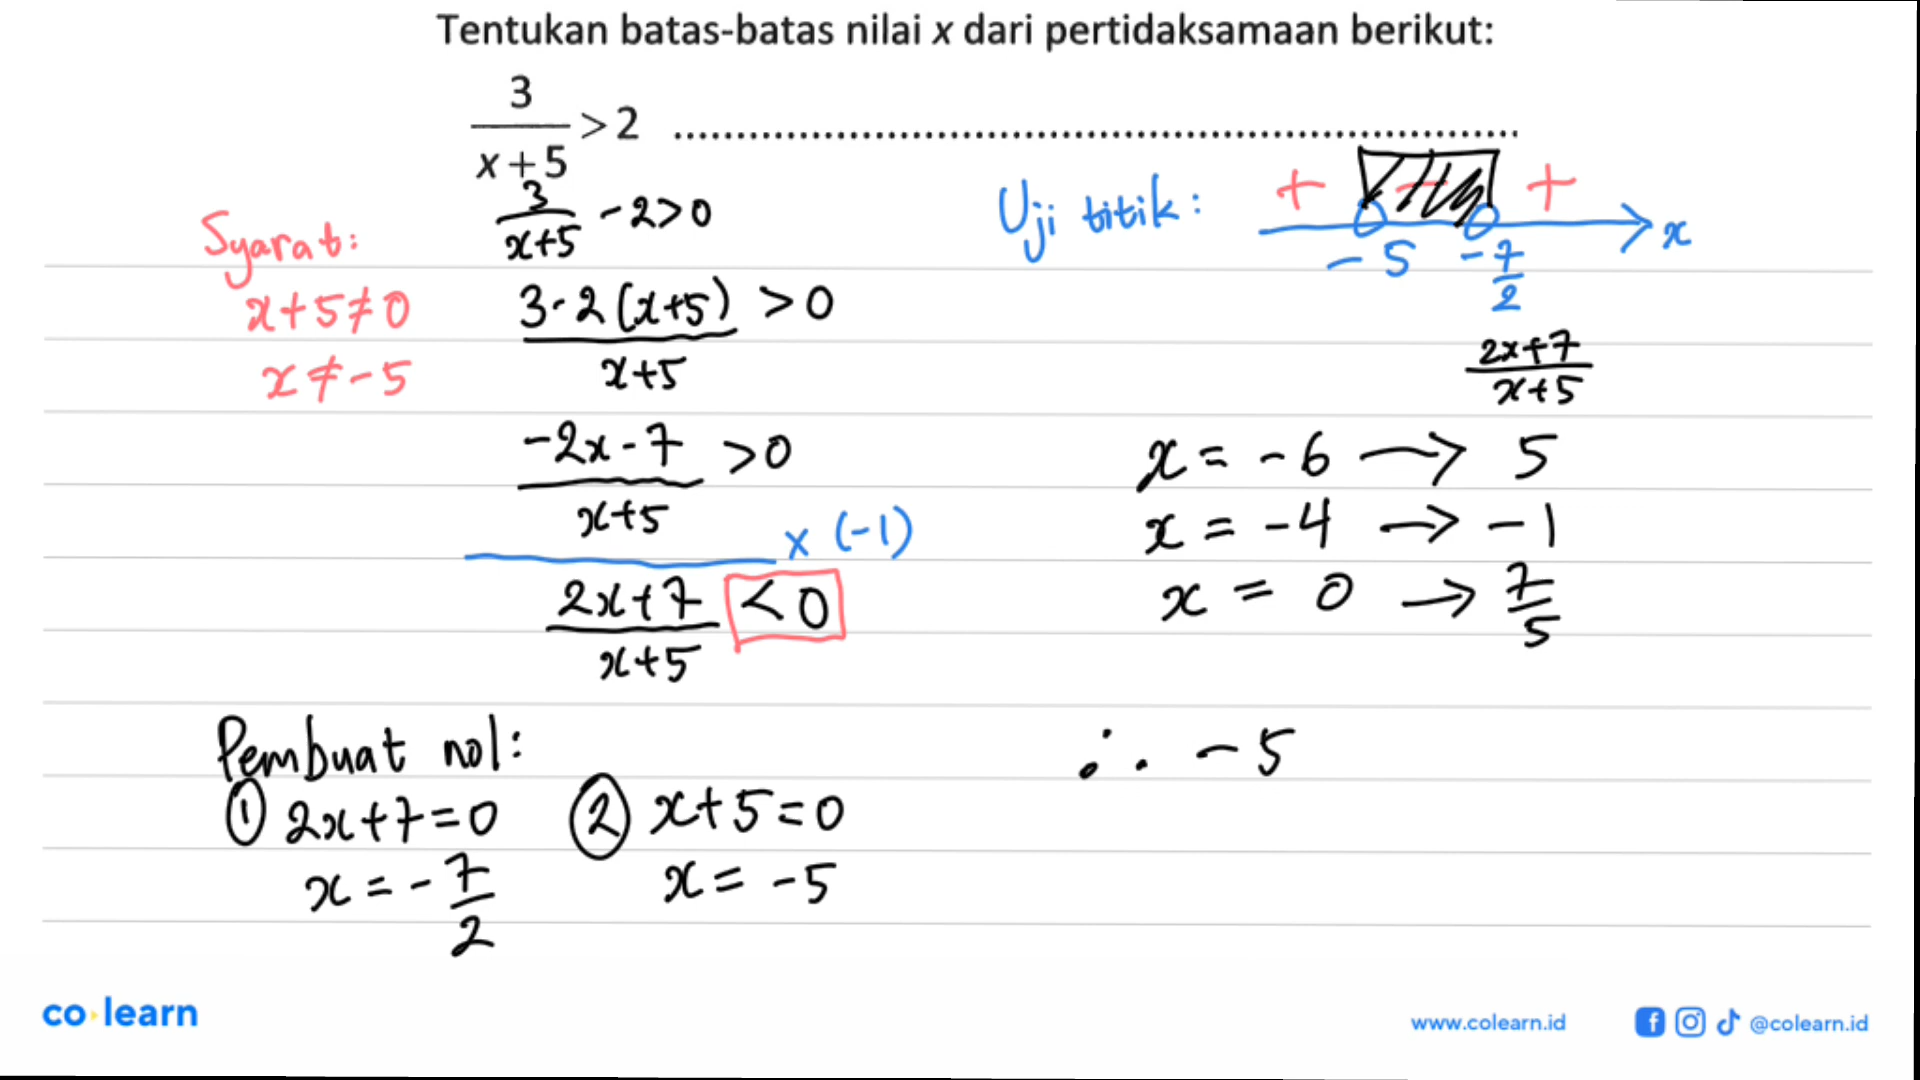 Tentukan batas-batas nilai x dari pertidaksamaan berikut:
3/(x+5) > 2 ....................................................................
3/(x+5) - 2 > 0
Syarat:
x+5≠0
x≠-5
(3-2(x+5))/(x+5) > 0
(-2x-7)/(x+5) > 0
x (-1)
(2x+7)/(x+5) < 0
Pembuat nol:
① 2x+7=0
x = -7/2
② x+5=0
x = -5
Uji titik:
+ - +
-5 -7/2 x
(2x+7)/(x+5)
x = -6 → 5
x = -4 → -1
x = 0 → 7/5
∴ -5
co learn
www.colearn.id
@colearn.id